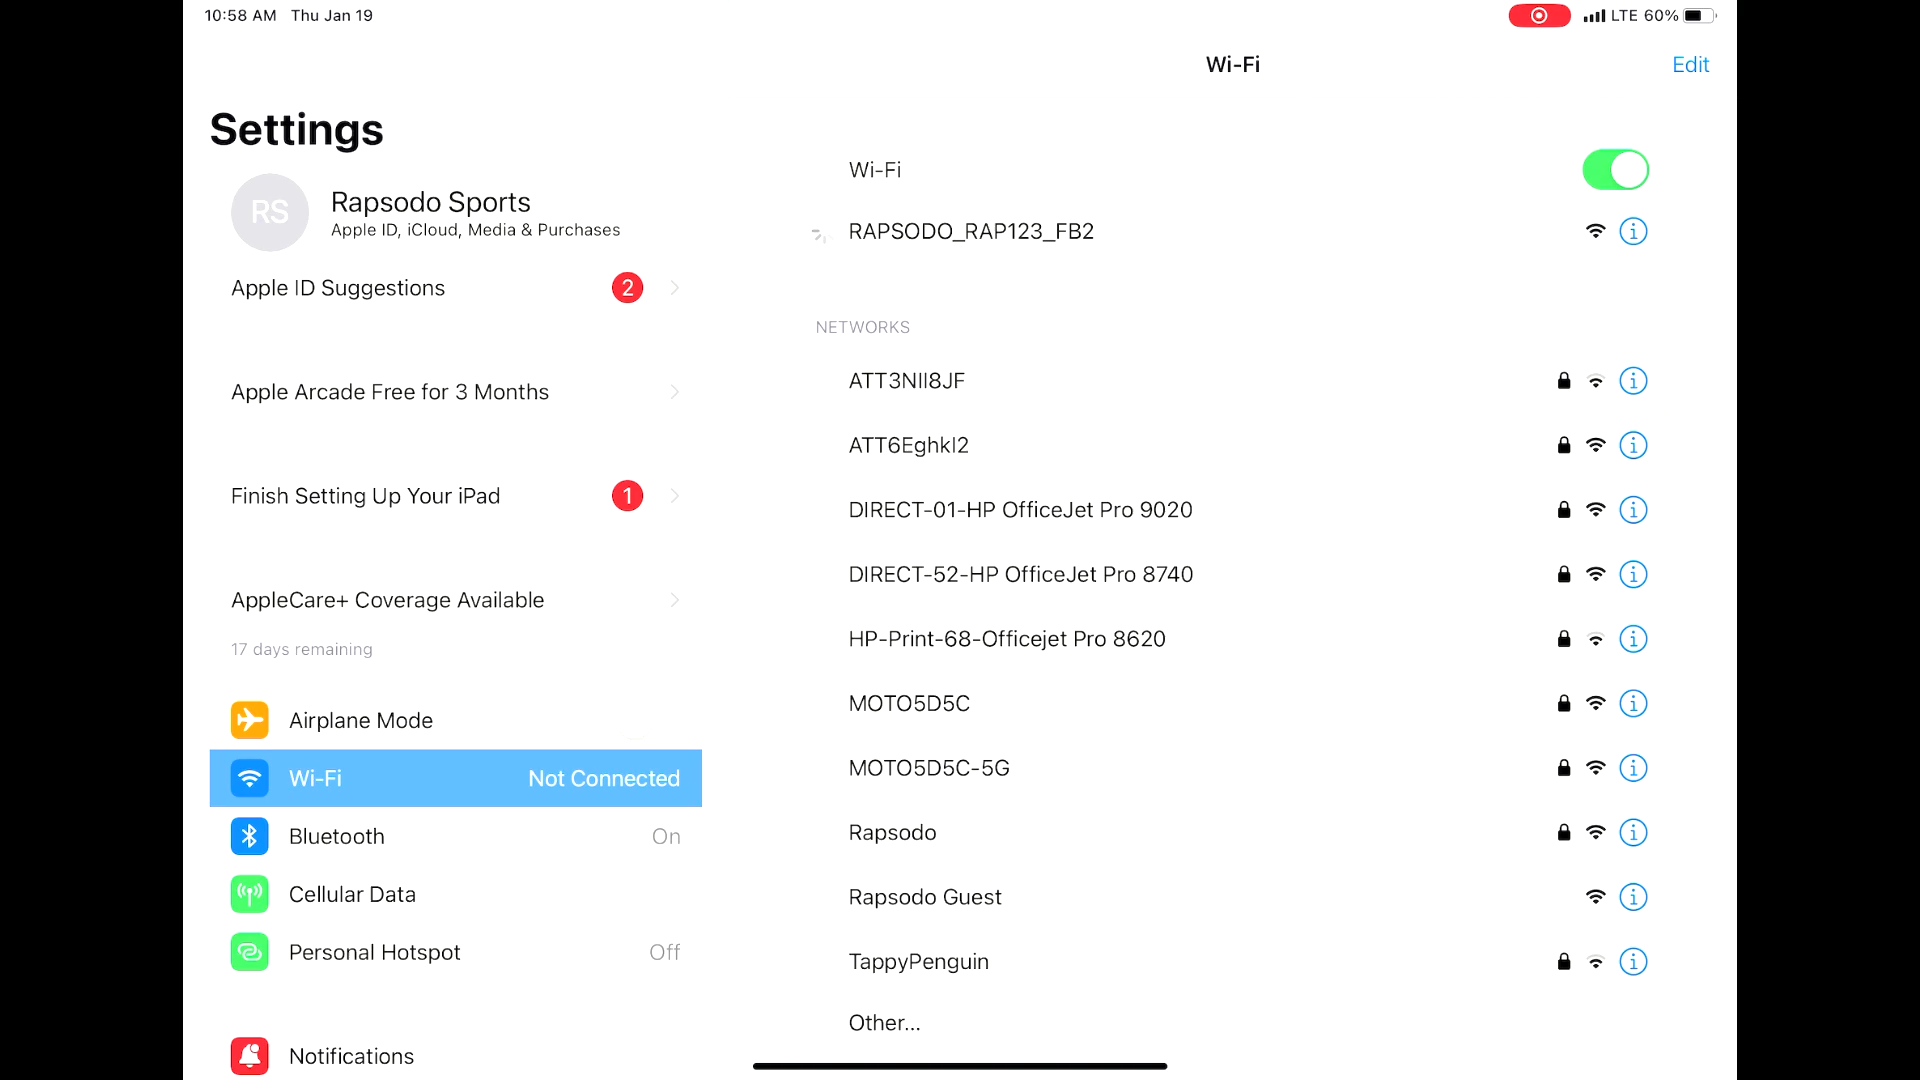 10:58 AM Thu Jan 19
LTE 60%
Wi-Fi
Edit
Settings
RS
Rapsodo Sports
Apple ID, iCloud, Media & Purchases
Apple ID Suggestions 2
Apple Arcade Free for 3 Months
Finish Setting Up Your iPad 1
AppleCare+ Coverage Available
17 days remaining
Airplane Mode
Wi-Fi Not Connected
Bluetooth On
Cellular Data
Personal Hotspot Off
Notifications
Wi-Fi
RAPSODO_RAP123_FB2
NETWORKS
ATT3NII8JF
ATT6EghkI2
DIRECT-01-HP OfficeJet Pro 9020
DIRECT-52-HP OfficeJet Pro 8740
HP-Print-68-Officejet Pro 8620
MOTO5D5C
MOTO5D5C-5G
Rapsodo
Rapsodo Guest
TappyPenguin
Other...